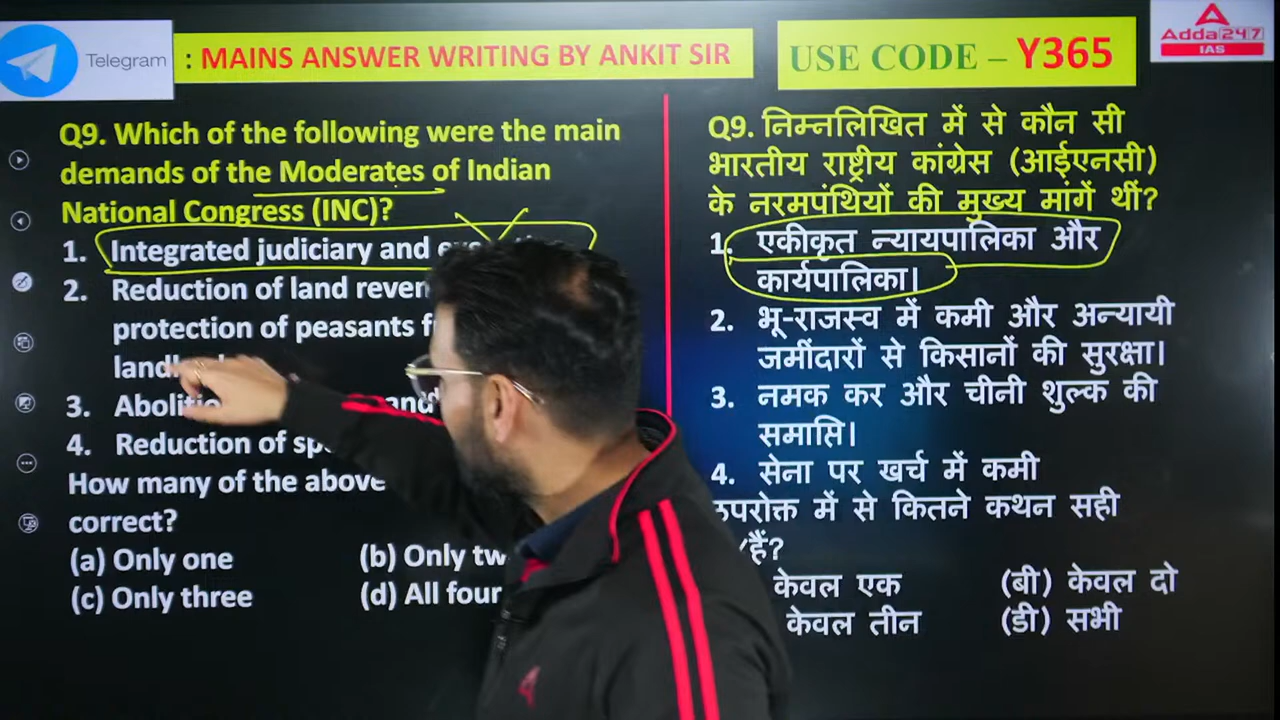 Telegram
: MAINS ANSWER WRITING BY ANKIT SIR
USE CODE – Y365
Adda 247
IAS
Q9. Which of the following were the main
demands of the Moderates of Indian
National Congress (INC)?
1. Integrated judiciary and
2. Reduction of land
protection of peasants
3.
4. Reduction of
How many of the above
correct?
(a) Only one (b) Only
(c) Only three (d) All four
Q9. निम्नलिखित में से कौन सी
भारतीय राष्ट्रीय कांग्रेस (आईएनसी)
के नरमपंथियों की मुख्य मांगें थीं?
1. एकीकृत न्यायपालिका और
कार्यपालिका।
2. भू-राजस्व में कमी और अन्यायी
जमींदारों से किसानों की सुरक्षा।
3. नमक कर और चीनी शुल्क की
समाप्ति।
4. सेना पर खर्च में कमी
में से कितने कथन सही
हैं?
केवल एक (बी) केवल दो
केवल तीन (डी) सभी